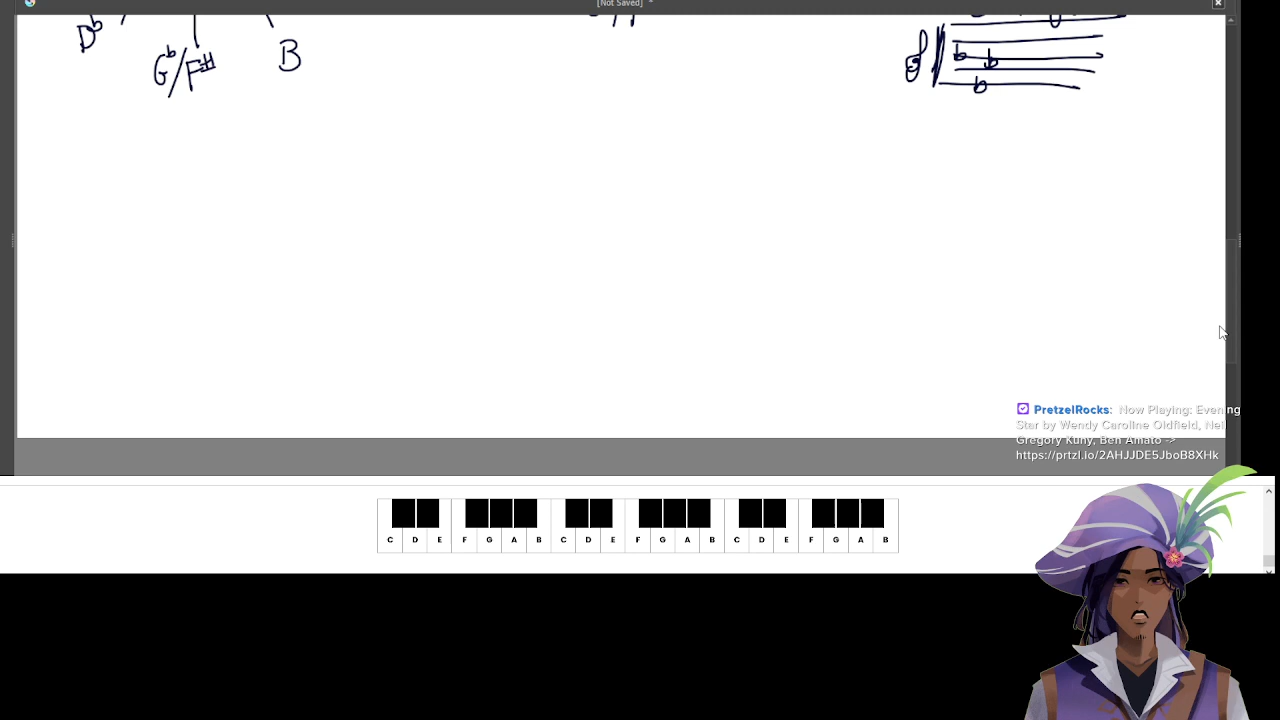 [Not Saved] *
D♭
G♭/F# B
♭ ♭
♭
PretzelRocks: Now Playing: Evening
Star by Wendy Caroline Oldfield, Neil
Gregory Kuny, Ben Amato ->
https://prtzl.io/2AHJJDE5JboB8XHk
C D E F G A B C D E F G A B C D E F G A B